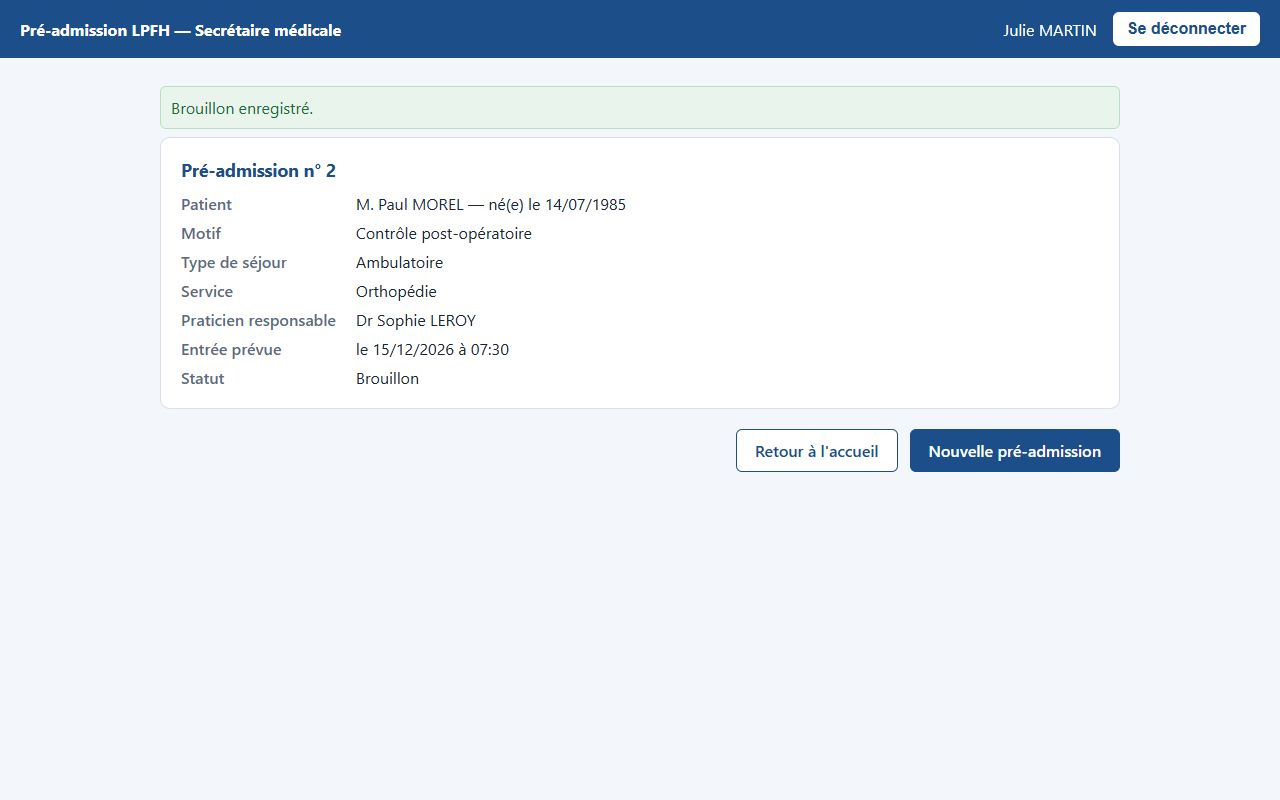 Pré-admission LPFH — Secrétaire médicale
Julie MARTIN
Se déconnecter
Brouillon enregistré.
Pré-admission n° 2
Patient M. Paul MOREL — né(e) le 14/07/1985
Motif Contrôle post-opératoire
Type de séjour Ambulatoire
Service Orthopédie
Praticien responsable Dr Sophie LEROY
Entrée prévue le 15/12/2026 à 07:30
Statut Brouillon
Retour à l'accueil
Nouvelle pré-admission